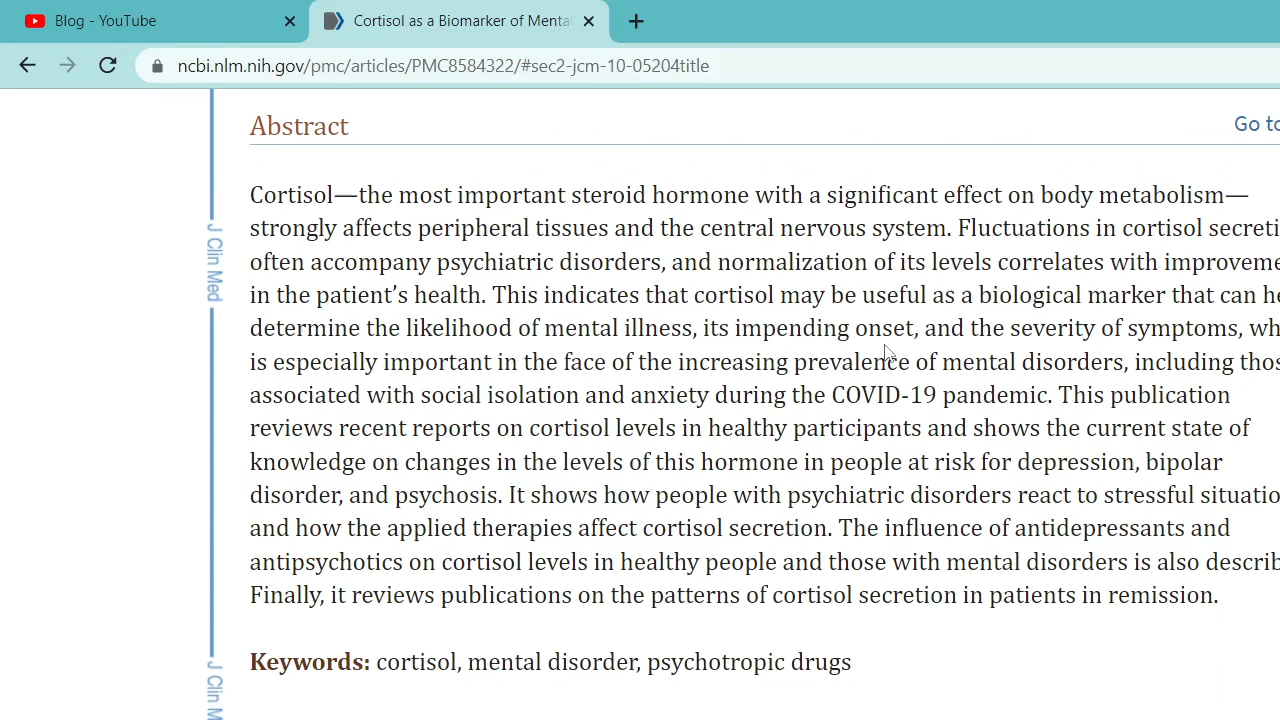 Blog - YouTube
Cortisol as a Biomarker of Menta
ncbi.nlm.nih.gov/pmc/articles/PMC8584322/#sec2-jcm-10-05204title
Abstract
Go to
Cortisol—the most important steroid hormone with a significant effect on body metabolism—
strongly affects peripheral tissues and the central nervous system. Fluctuations in cortisol secreti
often accompany psychiatric disorders, and normalization of its levels correlates with improveme
in the patient’s health. This indicates that cortisol may be useful as a biological marker that can he
determine the likelihood of mental illness, its impending onset, and the severity of symptoms, wh
is especially important in the face of the increasing prevalence of mental disorders, including thos
associated with social isolation and anxiety during the COVID-19 pandemic. This publication
reviews recent reports on cortisol levels in healthy participants and shows the current state of
knowledge on changes in the levels of this hormone in people at risk for depression, bipolar
disorder, and psychosis. It shows how people with psychiatric disorders react to stressful situatio
and how the applied therapies affect cortisol secretion. The influence of antidepressants and
antipsychotics on cortisol levels in healthy people and those with mental disorders is also describ
Finally, it reviews publications on the patterns of cortisol secretion in patients in remission.
Keywords: cortisol, mental disorder, psychotropic drugs
J Clin Med
J Clin M